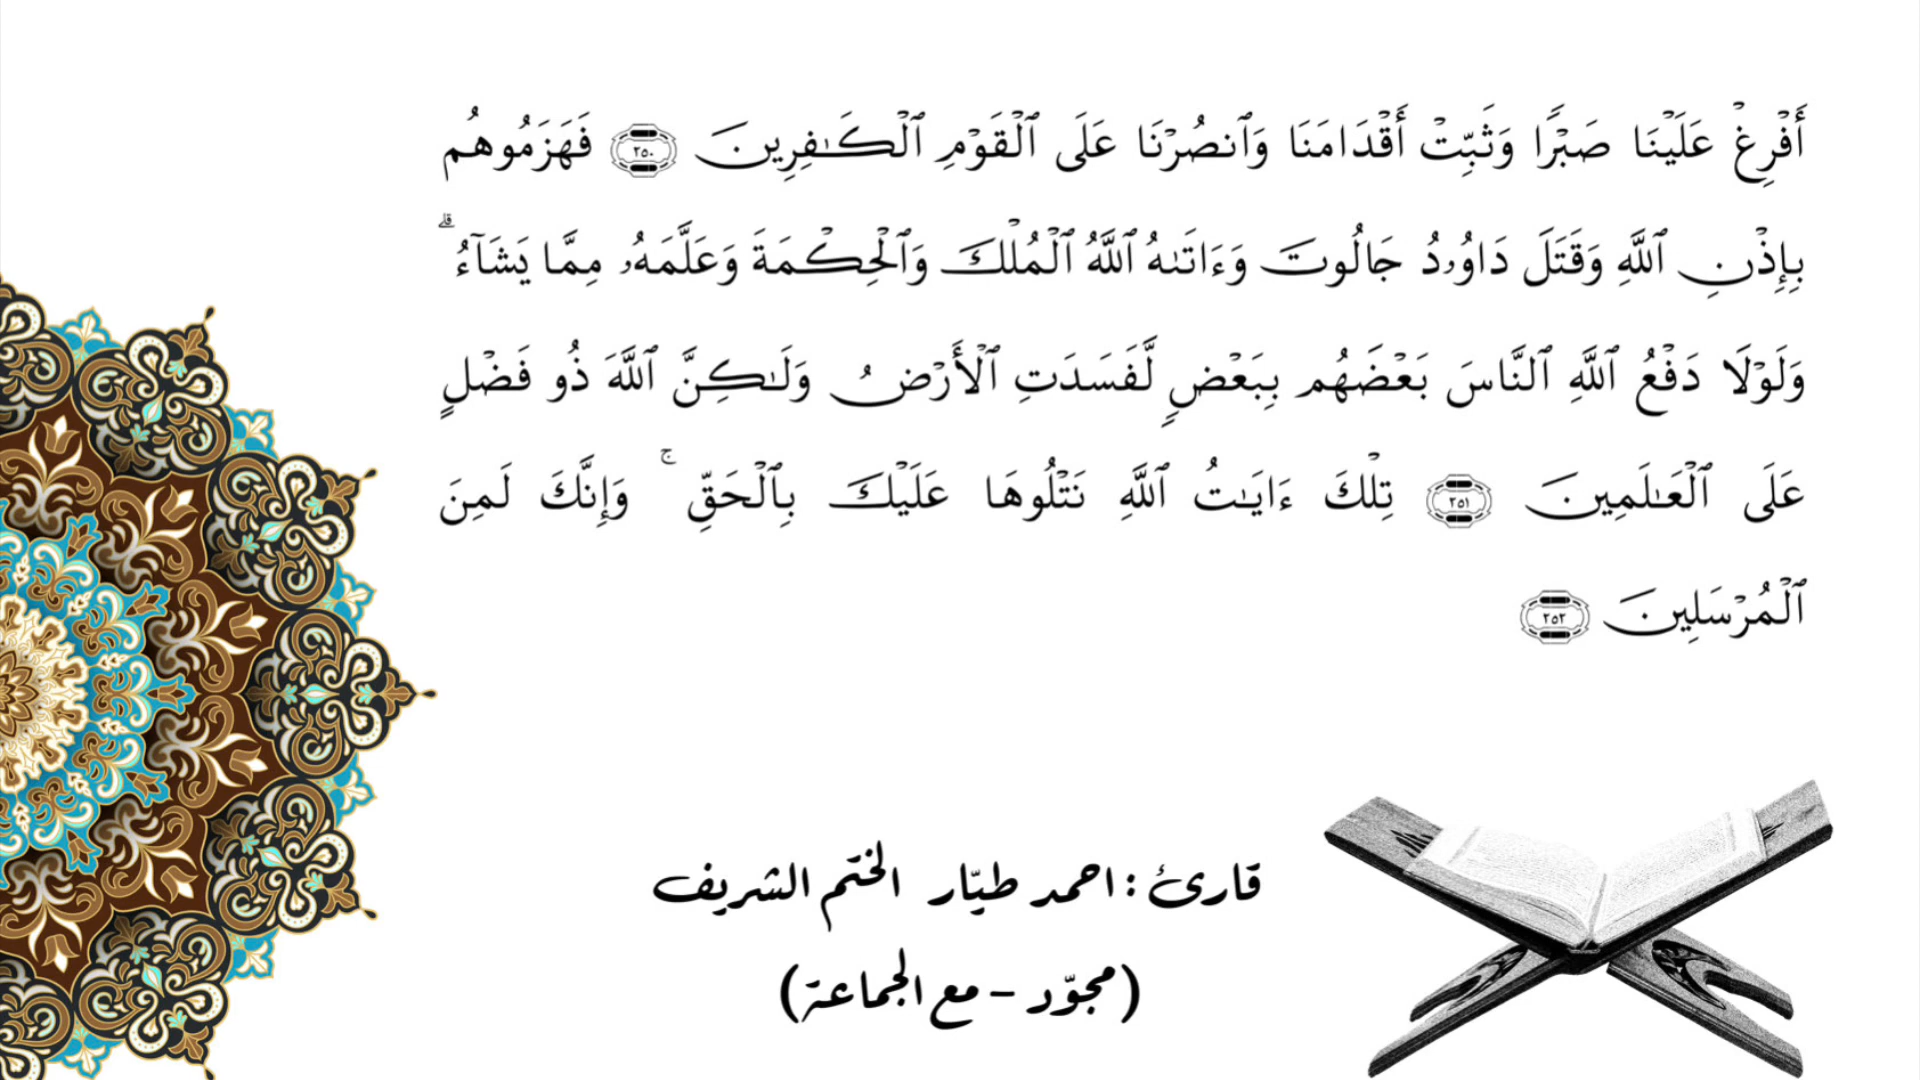 أَفۡرِغۡ عَلَيۡنَا صَبۡرٗا وَثَبِّتۡ أَقۡدَامَنَا وَٱنصُرۡنَا عَلَى ٱلۡقَوۡمِ ٱلۡكَٰفِرِينَ ٢٥٠ فَهَزَمُوهُم
بِإِذۡنِ ٱللَّهِ وَقَتَلَ دَاوُۥدُ جَالُوتَ وَءَاتَىٰهُ ٱللَّهُ ٱلۡمُلۡكَ وَٱلۡحِكۡمَةَ وَعَلَّمَهُۥ مِمَّا يَشَآءُۗ
وَلَوۡلَا دَفۡعُ ٱللَّهِ ٱلنَّاسَ بَعۡضَهُم بِبَعۡضٖ لَّفَسَدَتِ ٱلۡأَرۡضُ وَلَٰكِنَّ ٱللَّهَ ذُو فَضۡلٍ
عَلَى ٱلۡعَٰلَمِينَ ٢٥١ تِلۡكَ ءَايَٰتُ ٱللَّهِ نَتۡلُوهَا عَلَيۡكَ بِٱلۡحَقِّۚ وَإِنَّكَ لَمِنَ
ٱلۡمُرۡسَلِينَ ٢٥٢
قارئ : احمد طيّار الختم الشريف
(مجوّد - مع الجماعة)